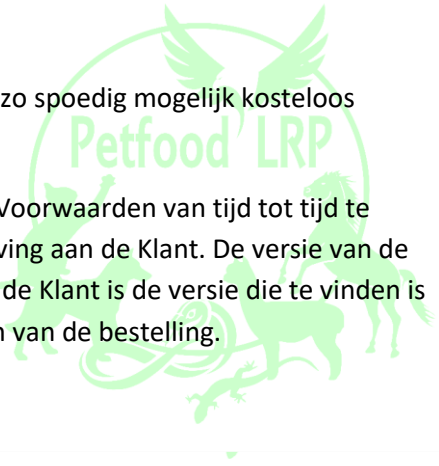 zo spoedig mogelijk kosteloos
Petfood LRP
Voorwaarden van tijd tot tijd te
ving aan de Klant. De versie van de
de Klant is de versie die te vinden is
n van de bestelling.